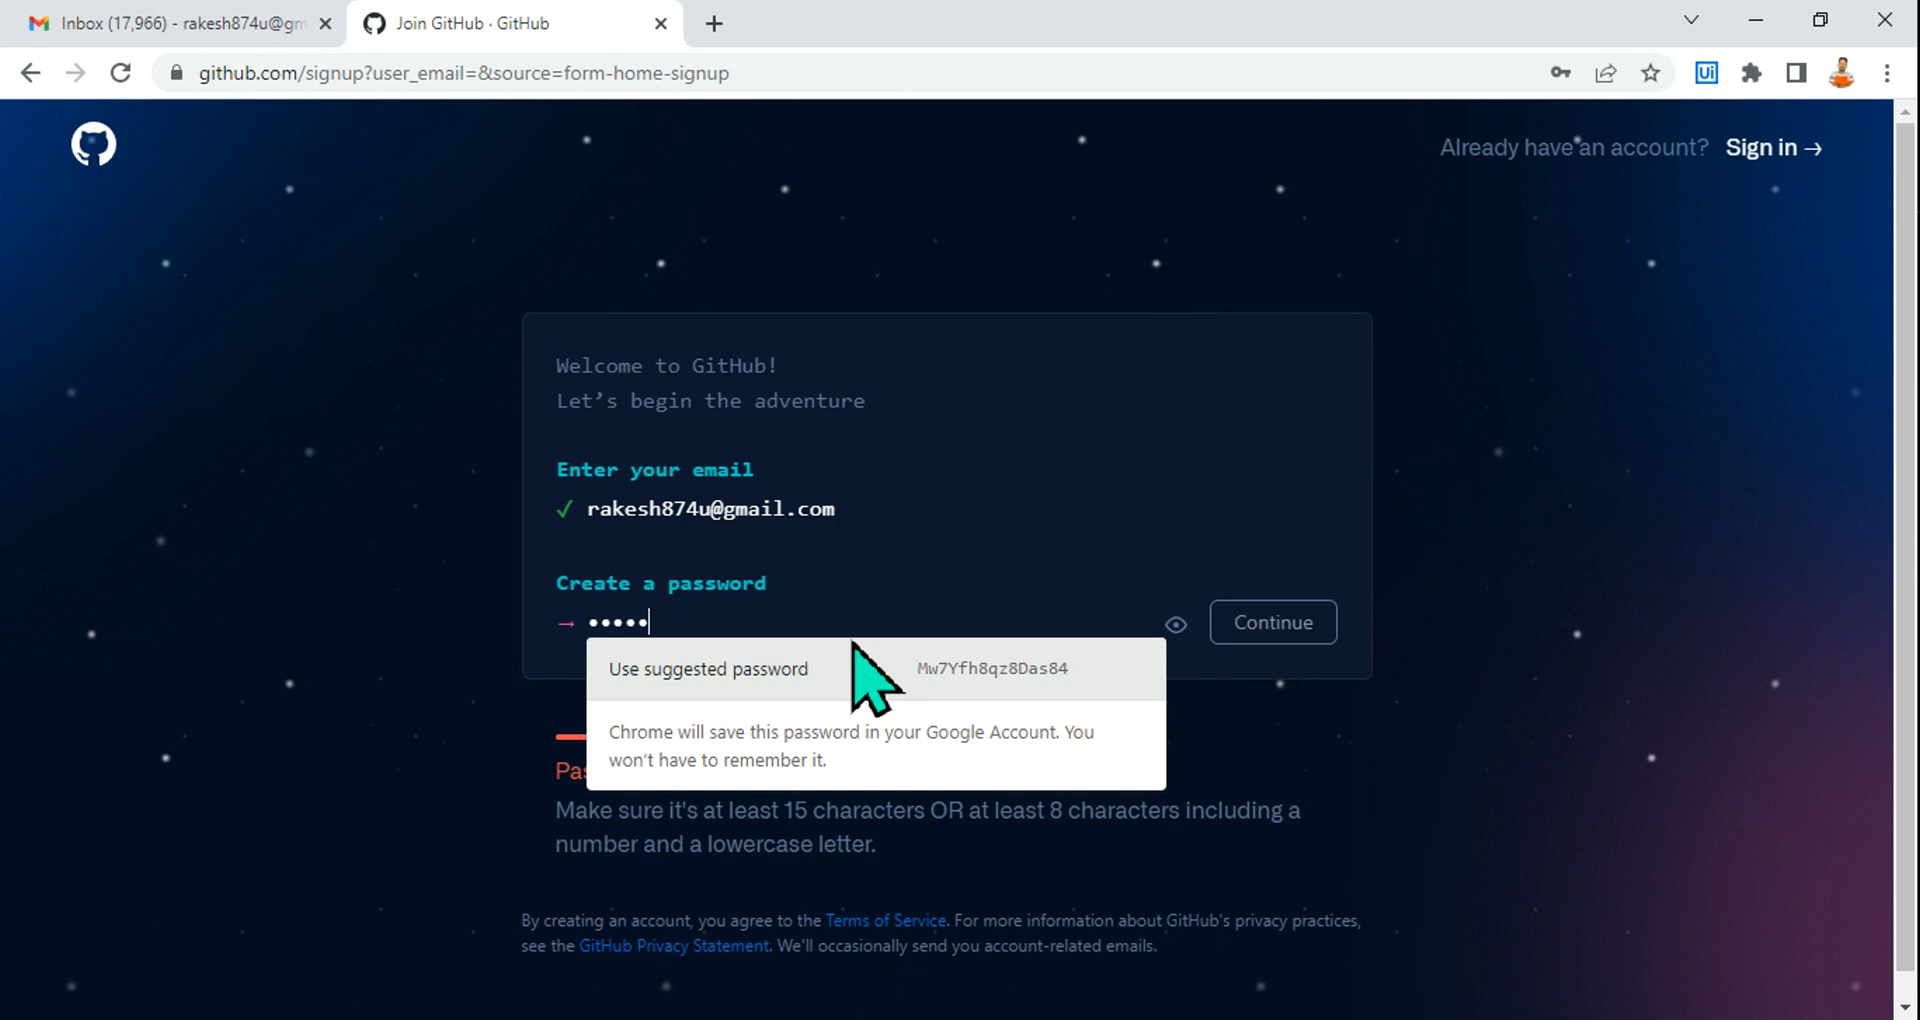 Inbox (17,966) - rakesh874u@gm
Join GitHub · GitHub
github.com/signup?user_email=&source=form-home-signup
Ui
Already have an account? Sign in →
Welcome to GitHub!
Let's begin the adventure
Enter your email
✓ rakesh874u@gmail.com
Create a password
→ •••••
Continue
Use suggested password Mw7Yfh8qz8Das84
Chrome will save this password in your Google Account. You
won't have to remember it.
Pas
Make sure it's at least 15 characters OR at least 8 characters including a
number and a lowercase letter.
By creating an account, you agree to the Terms of Service. For more information about GitHub's privacy practices,
see the GitHub Privacy Statement. We'll occasionally send you account-related emails.